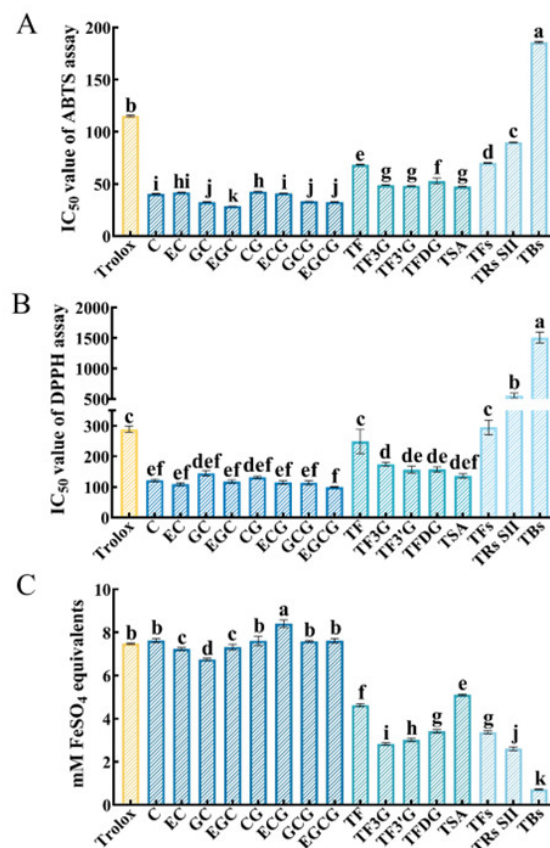 A
IC50 value of ABTS assay
200
150
100
50
0
b
i
hi
j
k
h
i
j
j
e
g
g
f
g
d
c
a
Trolox
C
EC
GC
EGC
CG
ECG
GCG
EGCG
TF
TF3G
TF3'G
TFDG
TSA
TFs
TRs SII
TBs
B
IC50 value of DPPH assay
2000
1500
1000
500
400
300
200
100
0
c
ef
ef
def
ef
def
ef
ef
f
c
d
de
de
def
c
b
a
Trolox
C
EC
GC
EGC
CG
ECG
GCG
EGCG
TF
TF3G
TF3'G
TFDG
TSA
TFs
TRs SII
TBs
C
mM FeSO4 equivalents
10
8
6
4
2
0
b
b
c
d
c
b
a
b
b
f
i
h
g
e
g
j
k
Trolox
C
EC
GC
EGC
CG
ECG
GCG
EGCG
TF
TF3G
TF3'G
TFDG
TSA
TFs
TRs SII
TBs